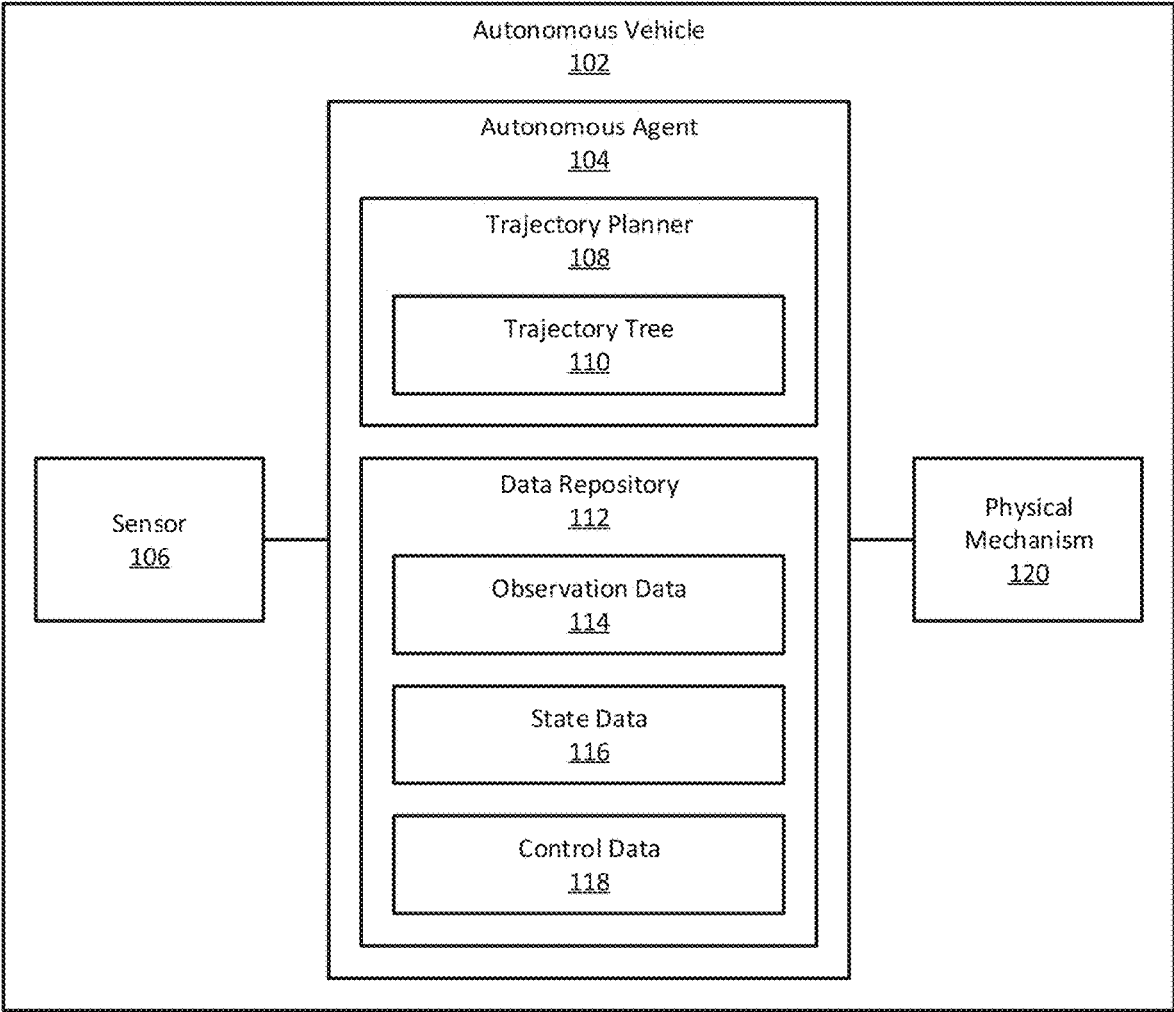 Autonomous Vehicle
102
Autonomous Agent
104
Trajectory Planner
108
Trajectory Tree
110
Sensor
106
Data Repository
112
Observation Data
114
State Data
116
Control Data
118
Physical
Mechanism
120